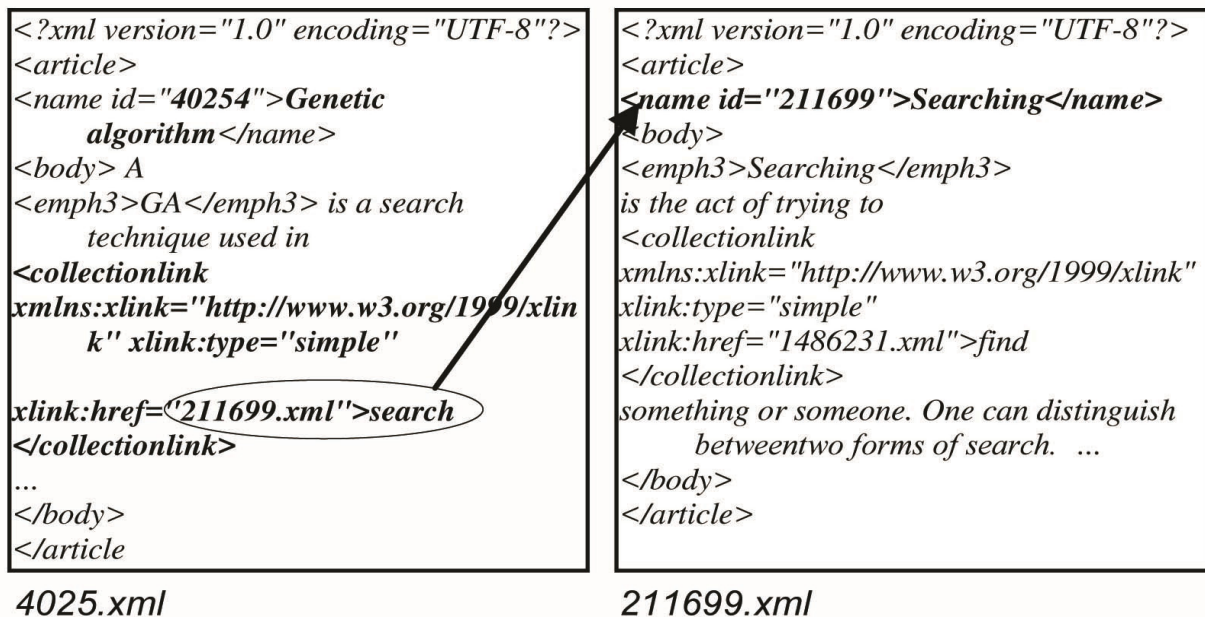 <?xml version="1.0" encoding="UTF-8"?>
<article>
<name id="40254">Genetic
algorithm</name>
<body> A
<emph3>GA</emph3> is a search
technique used in
<collectionlink
xmlns:xlink="http://www.w3.org/1999/xlin
k" xlink:type="simple"
xlink:href="211699.xml">search
</collectionlink>
...
</body>
</article
4025.xml
<?xml version="1.0" encoding="UTF-8"?>
<article>
<name id="211699">Searching</name>
<body>
<emph3>Searching</emph3>
is the act of trying to
<collectionlink
xmlns:xlink="http://www.w3.org/1999/xlink"
xlink:type="simple"
xlink:href="1486231.xml">find
</collectionlink>
something or someone. One can distinguish
betweentwo forms of search. ...
</body>
</article>
211699.xml